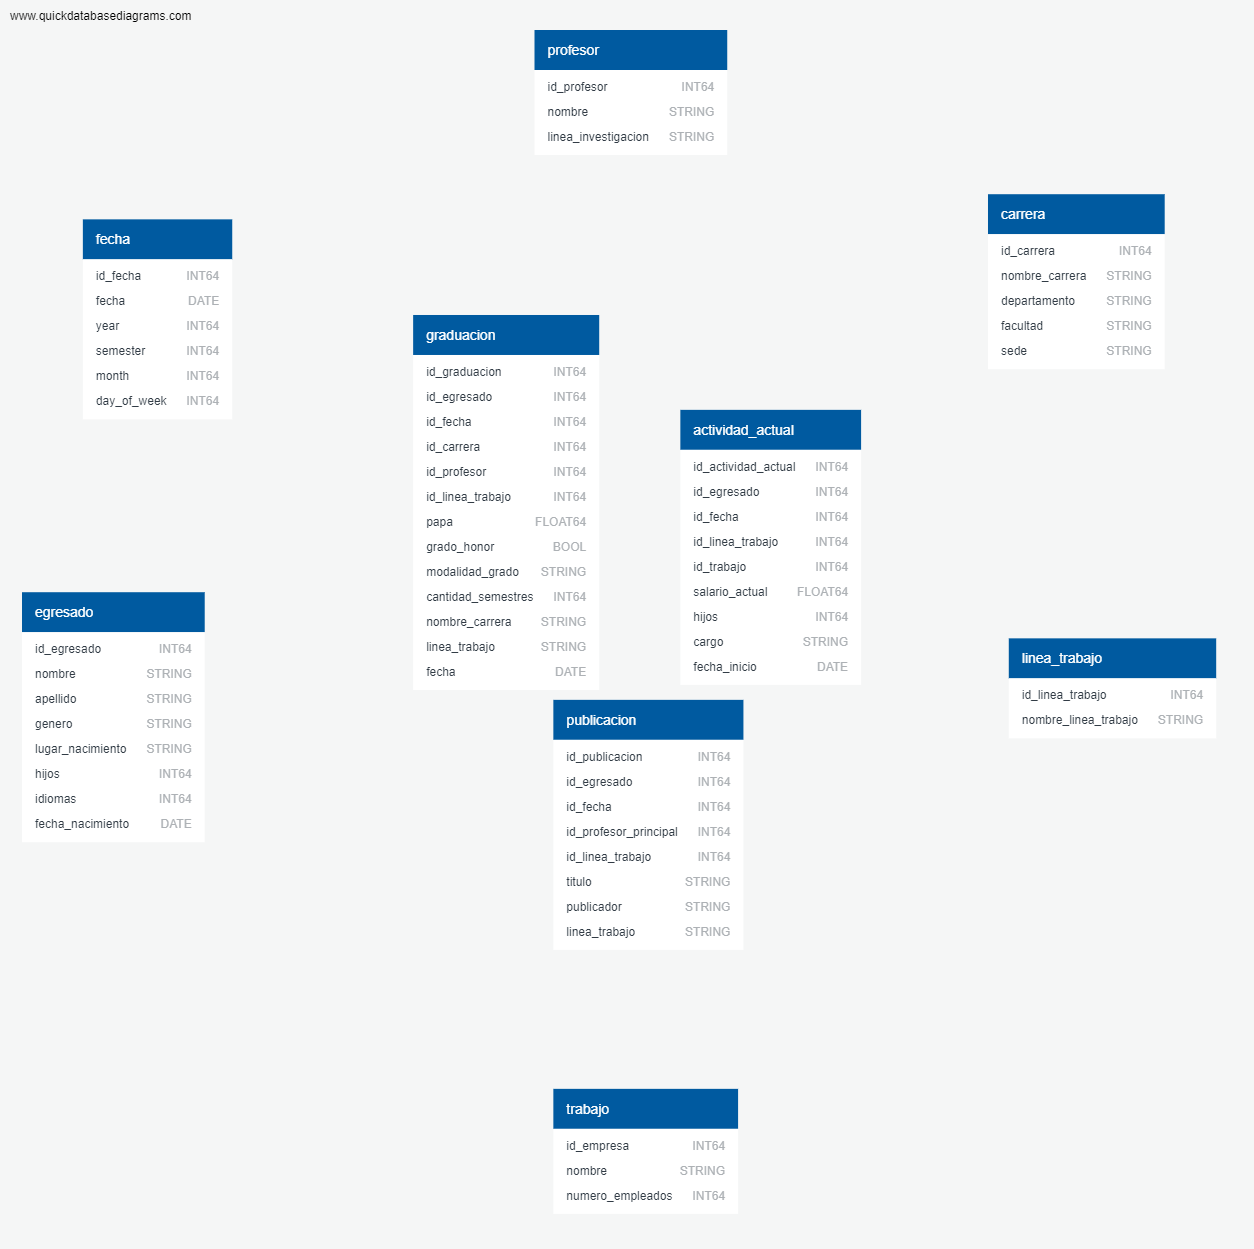 www.quickdatabasediagrams.com
profesor
id_profesor INT64
nombre STRING
linea_investigacion STRING
fecha
id_fecha INT64
fecha DATE
year INT64
semester INT64
month INT64
day_of_week INT64
carrera
id_carrera INT64
nombre_carrera STRING
departamento STRING
facultad STRING
sede STRING
graduacion
id_graduacion INT64
id_egresado INT64
id_fecha INT64
id_carrera INT64
id_profesor INT64
id_linea_trabajo INT64
papa FLOAT64
grado_honor BOOL
modalidad_grado STRING
cantidad_semestres INT64
nombre_carrera STRING
linea_trabajo STRING
fecha DATE
actividad_actual
id_actividad_actual INT64
id_egresado INT64
id_fecha INT64
id_linea_trabajo INT64
id_trabajo INT64
salario_actual FLOAT64
hijos INT64
cargo STRING
fecha_inicio DATE
egresado
id_egresado INT64
nombre STRING
apellido STRING
genero STRING
lugar_nacimiento STRING
hijos INT64
idiomas INT64
fecha_nacimiento DATE
linea_trabajo
id_linea_trabajo INT64
nombre_linea_trabajo STRING
publicacion
id_publicacion INT64
id_egresado INT64
id_fecha INT64
id_profesor_principal INT64
id_linea_trabajo INT64
titulo STRING
publicador STRING
linea_trabajo STRING
trabajo
id_empresa INT64
nombre STRING
numero_empleados INT64